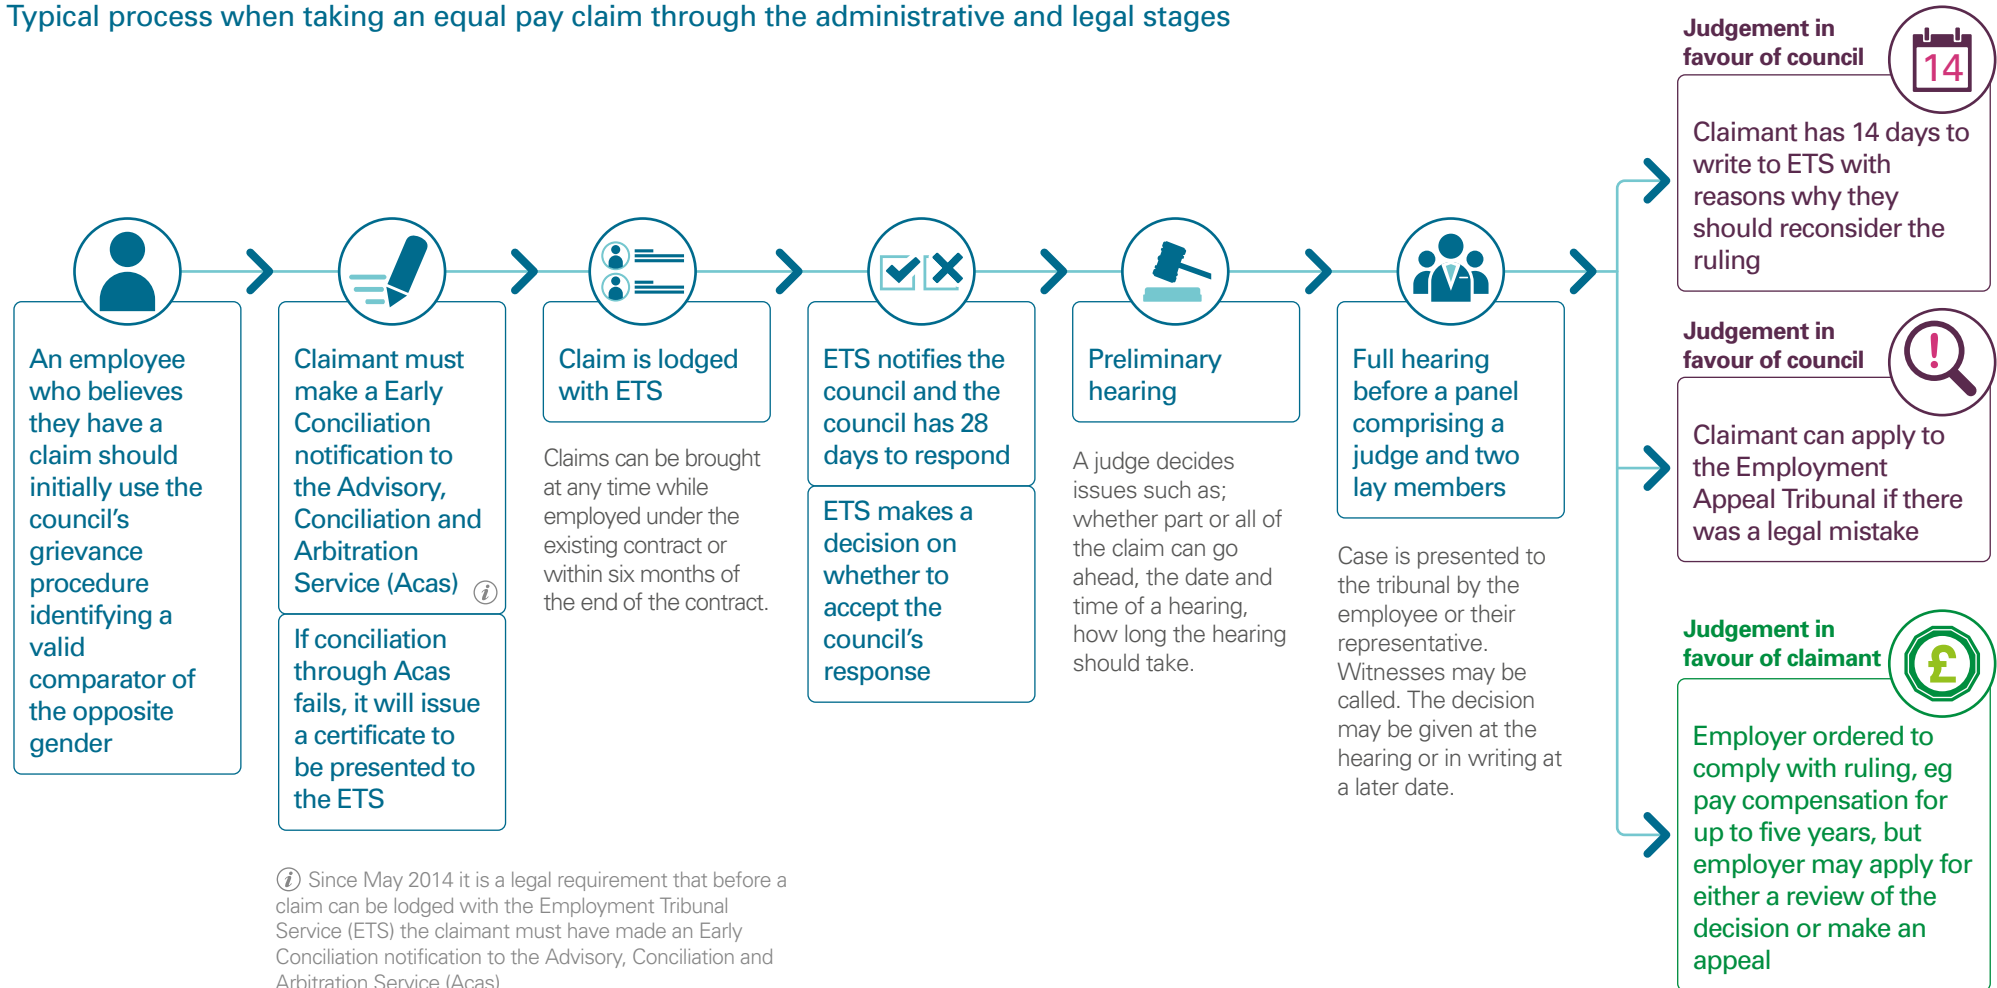 Typical process when taking an equal pay claim through the administrative and legal stages
An employee
who believes
they have a
claim should
initially use the
council's
grievance
procedure
identifying a
valid
comparator of
the opposite
gender
Claimant must
make a Early
Conciliation
notification to
the Advisory,
Conciliation and
Arbitration
Service (Acas) i
If conciliation
through Acas
fails, it will issue
a certificate to
be presented to
the ETS
i Since May 2014 it is a legal requirement that before a
claim can be lodged with the Employment Tribunal
Service (ETS) the claimant must have made an Early
Conciliation notification to the Advisory, Conciliation and
Arbitration Service (Acas)
Claim is lodged
with ETS
Claims can be brought
at any time while
employed under the
existing contract or
within six months of
the end of the contract.
ETS notifies the
council and the
council has 28
days to respond
ETS makes a
decision on
whether to
accept the
council's
response
Preliminary
hearing
A judge decides
issues such as;
whether part or all of
the claim can go
ahead, the date and
time of a hearing,
how long the hearing
should take.
Full hearing
before a panel
comprising a
judge and two
lay members
Case is presented to
the tribunal by the
employee or their
representative.
Witnesses may be
called. The decision
may be given at the
hearing or in writing at
a later date.
Judgement in
favour of council
14
Claimant has 14 days to
write to ETS with
reasons why they
should reconsider the
ruling
Judgement in
favour of council
!
Claimant can apply to
the Employment
Appeal Tribunal if there
was a legal mistake
Judgement in
favour of claimant
£
Employer ordered to
comply with ruling, eg
pay compensation for
up to five years, but
employer may apply for
either a review of the
decision or make an
appeal